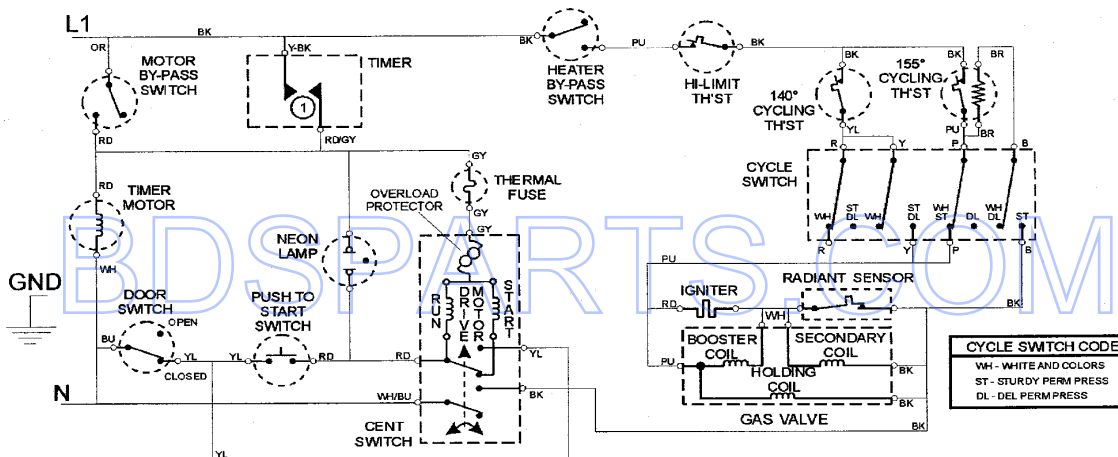 L1
BK
OR
Y-BK
MOTOR
BY-PASS
SWITCH
TIMER
1
RD
RD/GY
BK
HEATER
BY-PASS
SWITCH
PU
HI-LIMIT
TH'ST
BK
BK
140°
CYCLING
TH'ST
YL
155°
CYCLING
TH'ST
BK
BR
PU
BR
R
Y
P
B
CYCLE
SWITCH
WH
ST
DL
WH
ST
DL
WH
ST
DL
WH
DL
ST
R
Y
P
B
RD
TIMER
MOTOR
WH
GY
THERMAL
FUSE
GY
GY
OVERLOAD
PROTECTOR
NEON
LAMP
RUN
DRIVE
MOTOR
START
BDSPARTS.COM
GND
DOOR
SWITCH
OPEN
BU
YL
CLOSED
PUSH TO
START
SWITCH
YL
RD
RD
YL
BK
N
WH/BU
CENT
SWITCH
YL
PU
RADIANT SENSOR
IGNITER
RD
WH
BK
BOOSTER
COIL
SECONDARY
COIL
HOLDING
COIL
PU
BK
BK
GAS VALVE
CYCLE SWITCH CODE
WH - WHITE AND COLORS
ST - STURDY PERM PRESS
DL - DEL PERM PRESS